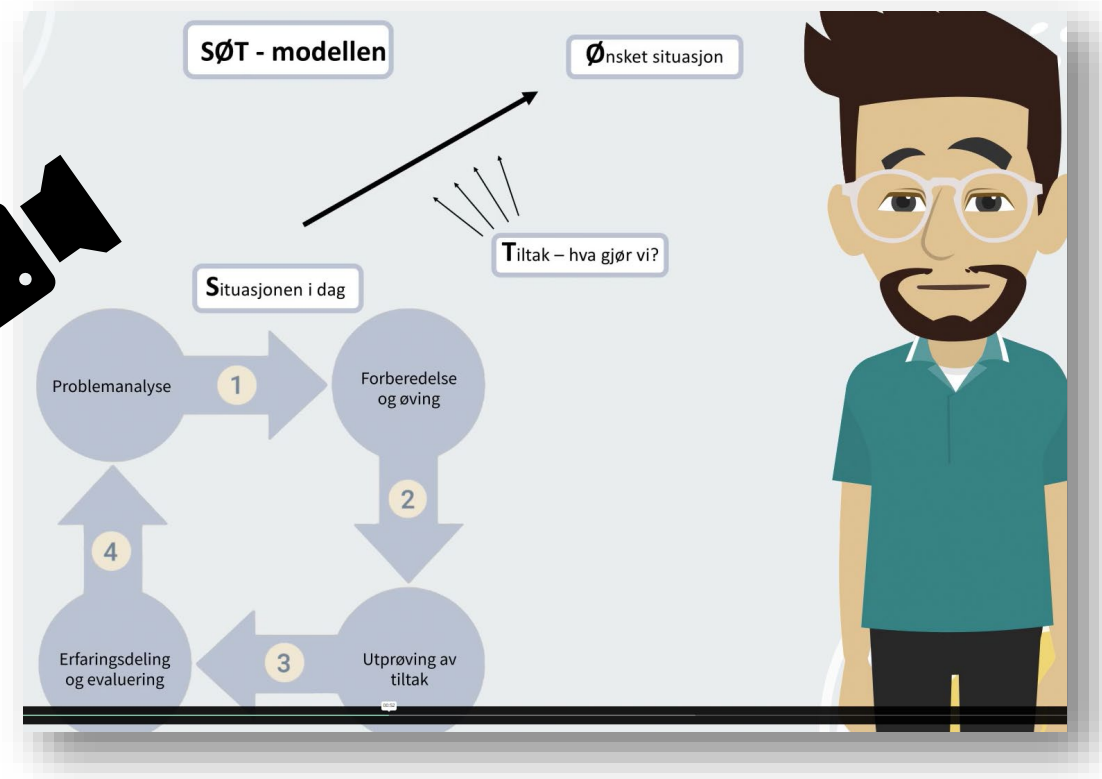 SØT - modellen
Ønsket situasjon
Tiltak – hva gjør vi?
Situasjonen i dag
Problemanalyse
1
Forberedelse
og øving
2
4
Erfaringsdeling
og evaluering
3
Utprøving av
tiltak